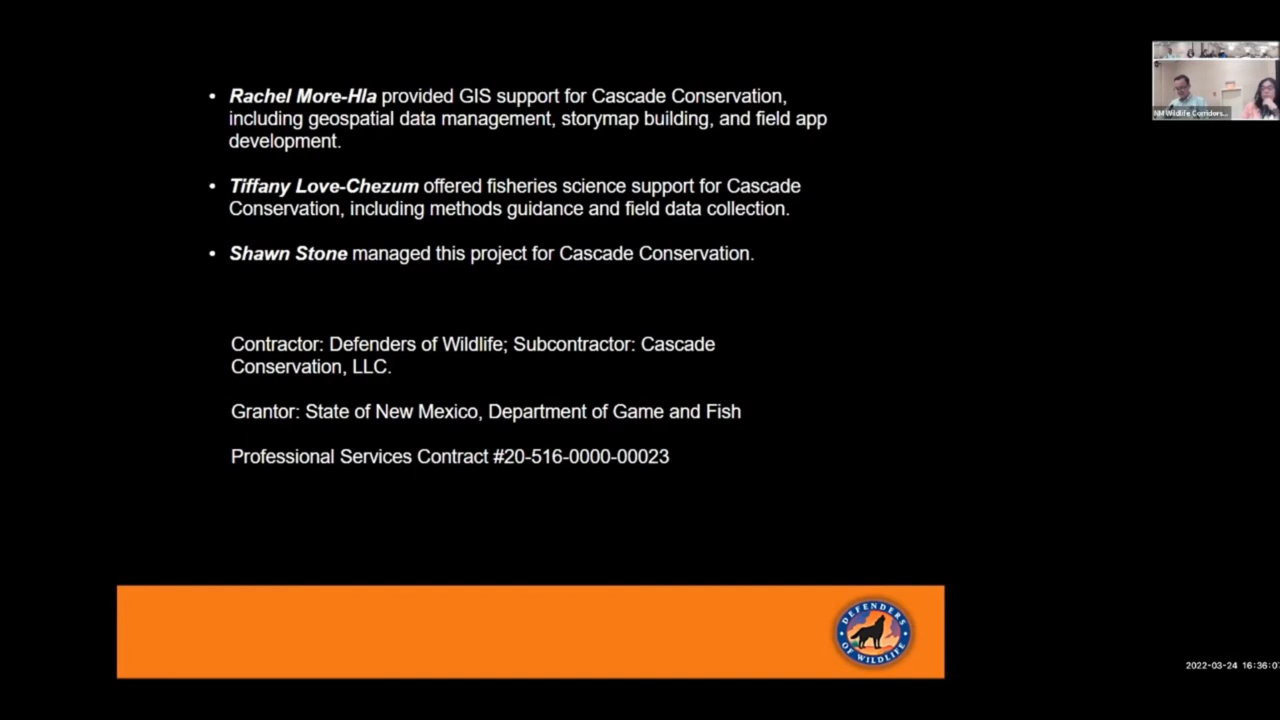 • Rachel More-Hla provided GIS support for Cascade Conservation,
including geospatial data management, storymap building, and field app
development.
• Tiffany Love-Chezum offered fisheries science support for Cascade
Conservation, including methods guidance and field data collection.
• Shawn Stone managed this project for Cascade Conservation.
Contractor: Defenders of Wildlife; Subcontractor: Cascade
Conservation, LLC.
Grantor: State of New Mexico, Department of Game and Fish
Professional Services Contract #20-516-0000-00023
DEFENDERS
OF WILDLIFE
NM Wildlife Corridors...
2022-03-24 16:36:07